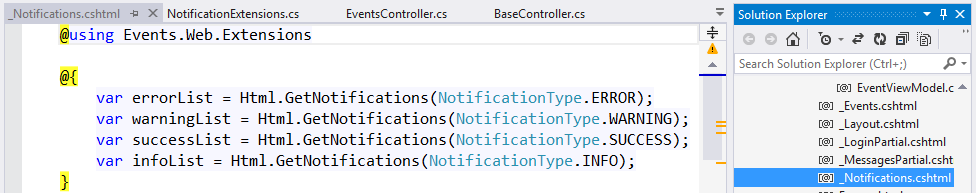 _Notifications.cshtml NotificationExtensions.cs EventsController.cs BaseController.cs
@using Events.Web.Extensions
@{
var errorList = Html.GetNotifications(NotificationType.ERROR);
var warningList = Html.GetNotifications(NotificationType.WARNING);
var successList = Html.GetNotifications(NotificationType.SUCCESS);
var infoList = Html.GetNotifications(NotificationType.INFO);
}
Solution Explorer
Search Solution Explorer (Ctrl+;)
[@] EventViewModel.c
[@] _Events.cshtml
[@] _Layout.cshtml
[@] _LoginPartial.cshtml
[@] _MessagesPartial.csht
[@] _Notifications.cshtml